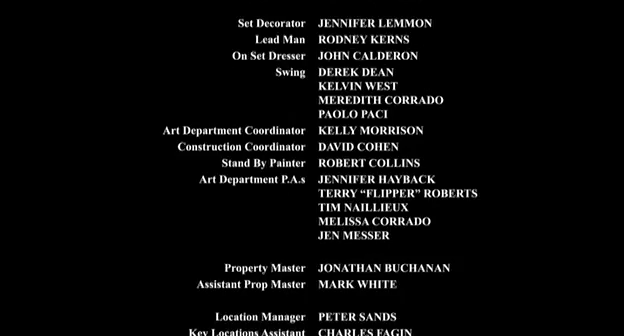 Set Decorator JENNIFER LEMMON
Lead Man RODNEY KERNS
On Set Dresser JOHN CALDERON
Swing DEREK DEAN
KELVIN WEST
MEREDITH CORRADO
PAOLO PACI
Art Department Coordinator KELLY MORRISON
Construction Coordinator DAVID COHEN
Stand By Painter ROBERT COLLINS
Art Department P.A.s JENNIFER HAYBACK
TERRY “FLIPPER” ROBERTS
TIM NAILLIEUX
MELISSA CORRADO
JEN MESSER
Property Master JONATHAN BUCHANAN
Assistant Prop Master MARK WHITE
Location Manager PETER SANDS
Key Locations Assistant CHARLES FAGIN